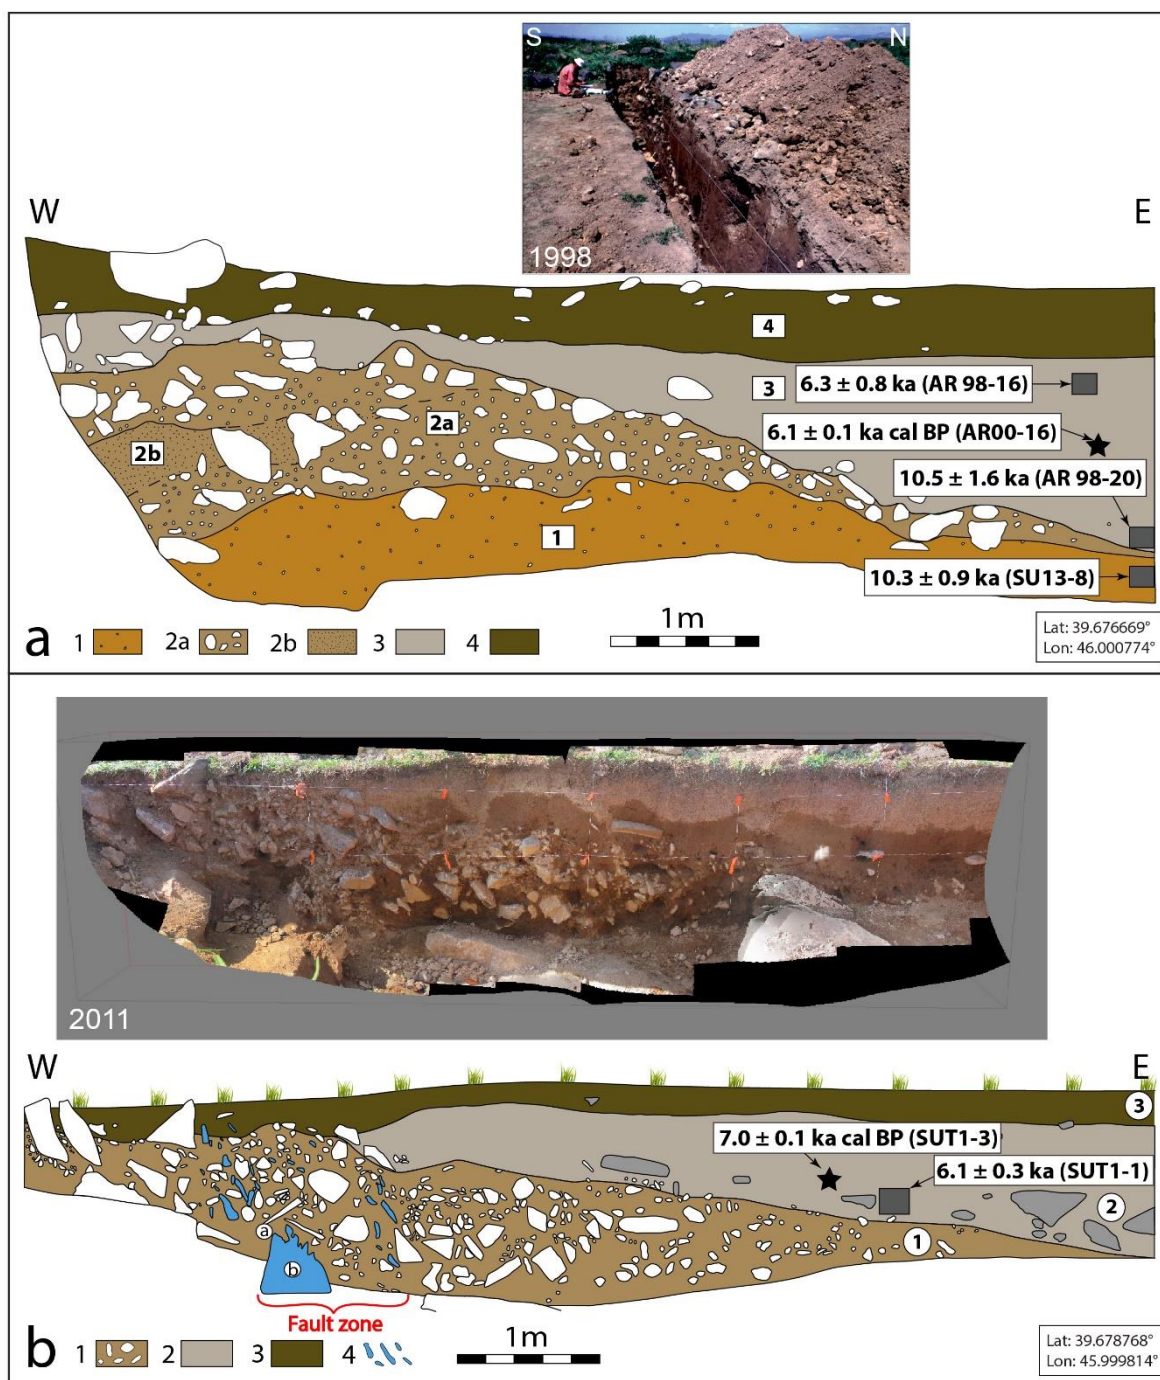 S N
1998
W E
4
3
6.3 ± 0.8 ka (AR 98-16)
2a
6.1 ± 0.1 ka cal BP (AR00-16)
2b
10.5 ± 1.6 ka (AR 98-20)
1
10.3 ± 0.9 ka (SU13-8)
1m
a 1 2a 2b 3 4
Lat: 39.676669°
Lon: 46.000774°
2011
W E
3
7.0 ± 0.1 ka cal BP (SUT1-3)
6.1 ± 0.3 ka (SUT1-1)
2
a
1
b
Fault zone
1m
b 1 2 3 4
Lat: 39.678768°
Lon: 45.999814°